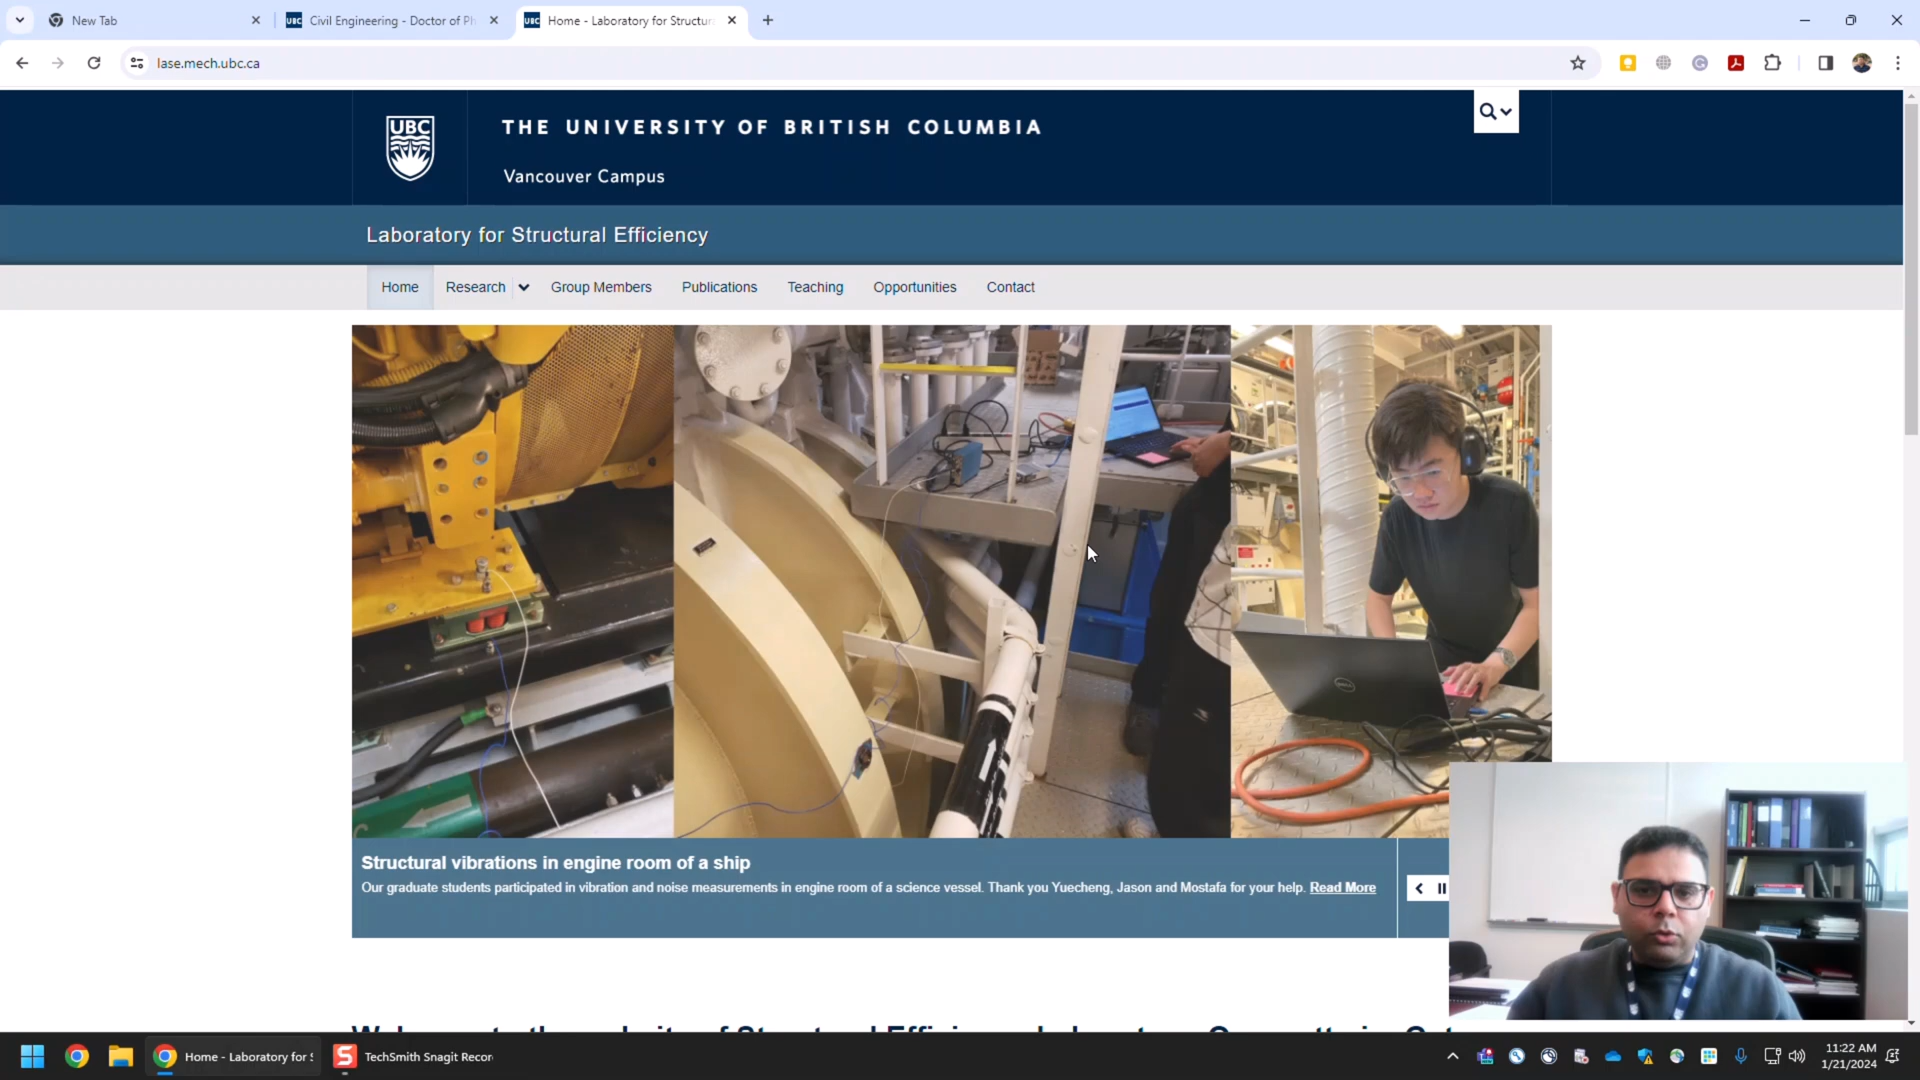 New Tab
Civil Engineering - Doctor of Ph
Home - Laboratory for Structur
lase.mech.ubc.ca
UBC
THE UNIVERSITY OF BRITISH COLUMBIA
Vancouver Campus
Laboratory for Structural Efficiency
Home
Research
Group Members
Publications
Teaching
Opportunities
Contact
Structural vibrations in engine room of a ship
Our graduate students participated in vibration and noise measurements in engine room of a science vessel. Thank you Yuecheng, Jason and Mostafa for your help. Read More
Home - Laboratory for S
TechSmith Snagit Recor
11:22 AM
1/21/2024